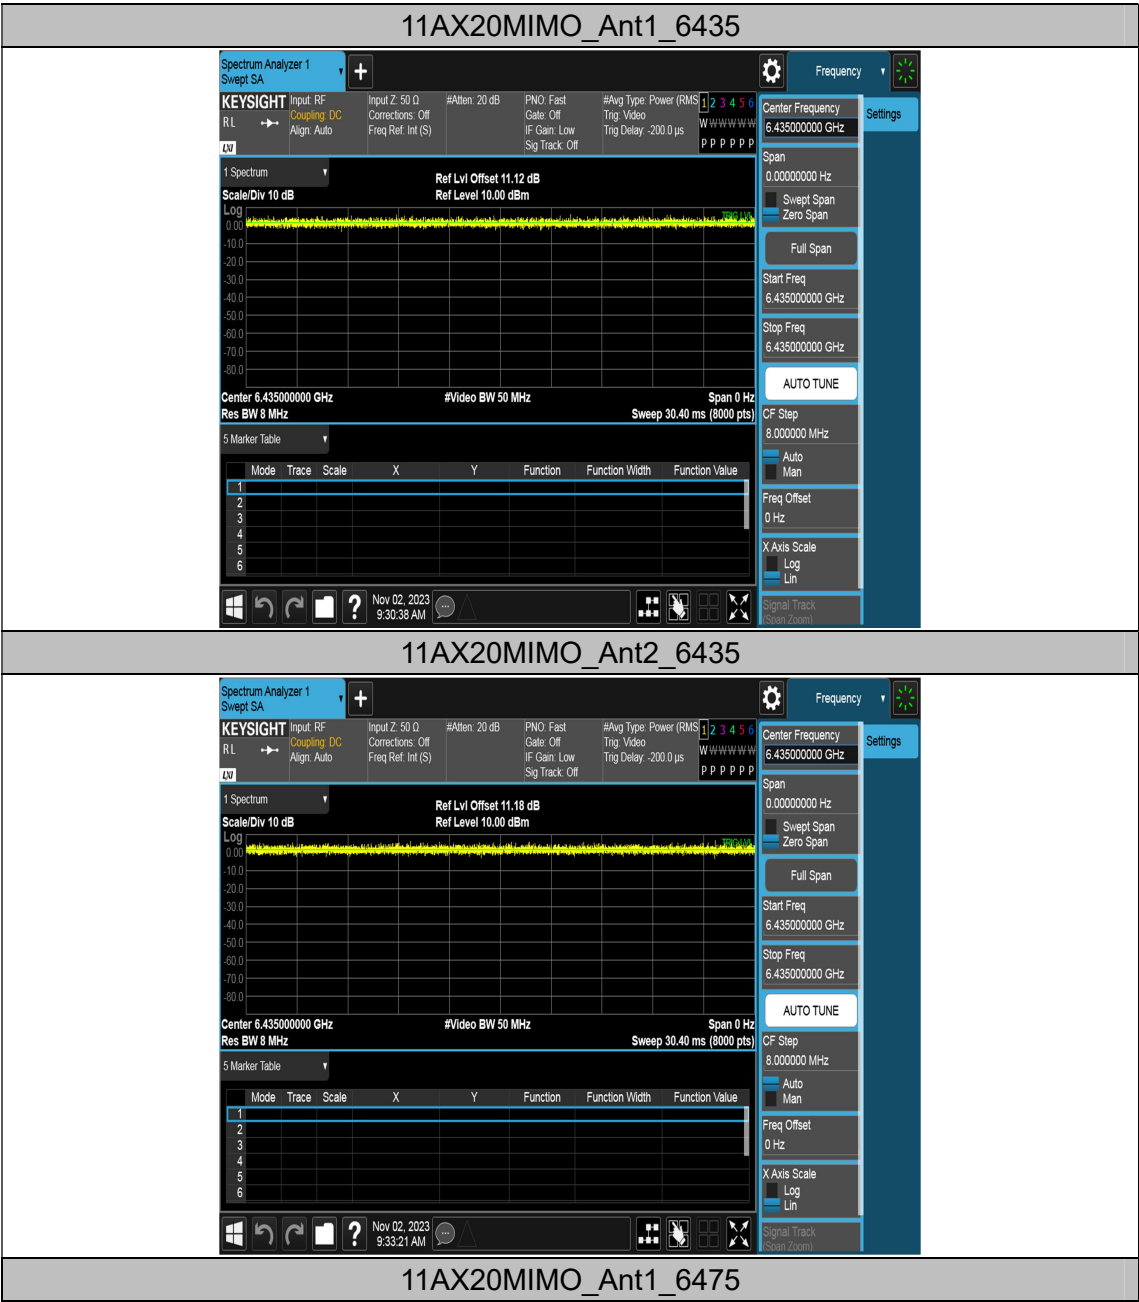 11AX20MIMO_Ant1_6435
Spectrum Analyzer 1
Swept SA
Frequency
KEYSIGHT
RL
LXI
Input: RF
Coupling: DC
Align: Auto
Input Z: 50 Ω
Corrections: Off
Freq Ref: Int (S)
#Atten: 20 dB
PNO: Fast
Gate: Off
IF Gain: Low
Sig Track: Off
#Avg Type: Power (RMS
Trig: Video
Trig Delay: -200.0 µs
1 2 3 4 5 6
W W W W W W
P P P P P P
Center Frequency
6.435000000 GHz
Settings
Span
0.00000000 Hz
Swept Span
Zero Span
Full Span
Start Freq
6.435000000 GHz
Stop Freq
6.435000000 GHz
AUTO TUNE
CF Step
8.000000 MHz
Auto
Man
Freq Offset
0 Hz
X Axis Scale
Log
Lin
Signal Track
(Span Zoom)
1 Spectrum
Scale/Div 10 dB
Ref Lvl Offset 11.12 dB
Ref Level 10.00 dBm
Log
TRIG LVL
0.00
-10.0
-20.0
-30.0
-40.0
-50.0
-60.0
-70.0
-80.0
Center 6.435000000 GHz
#Video BW 50 MHz
Span 0 Hz
Res BW 8 MHz
Sweep 30.40 ms (8000 pts)
5 Marker Table
Mode Trace Scale X Y Function Function Width Function Value
1
2
3
4
5
6
Nov 02, 2023
9:30:38 AM
11AX20MIMO_Ant2_6435
Spectrum Analyzer 1
Swept SA
Frequency
KEYSIGHT
RL
LXI
Input: RF
Coupling: DC
Align: Auto
Input Z: 50 Ω
Corrections: Off
Freq Ref: Int (S)
#Atten: 20 dB
PNO: Fast
Gate: Off
IF Gain: Low
Sig Track: Off
#Avg Type: Power (RMS
Trig: Video
Trig Delay: -200.0 µs
1 2 3 4 5 6
W W W W W W
P P P P P P
Center Frequency
6.435000000 GHz
Settings
Span
0.00000000 Hz
Swept Span
Zero Span
Full Span
Start Freq
6.435000000 GHz
Stop Freq
6.435000000 GHz
AUTO TUNE
CF Step
8.000000 MHz
Auto
Man
Freq Offset
0 Hz
X Axis Scale
Log
Lin
Signal Track
(Span Zoom)
1 Spectrum
Scale/Div 10 dB
Ref Lvl Offset 11.18 dB
Ref Level 10.00 dBm
Log
TRIG LVL
0.00
-10.0
-20.0
-30.0
-40.0
-50.0
-60.0
-70.0
-80.0
Center 6.435000000 GHz
#Video BW 50 MHz
Span 0 Hz
Res BW 8 MHz
Sweep 30.40 ms (8000 pts)
5 Marker Table
Mode Trace Scale X Y Function Function Width Function Value
1
2
3
4
5
6
Nov 02, 2023
9:33:21 AM
11AX20MIMO_Ant1_6475